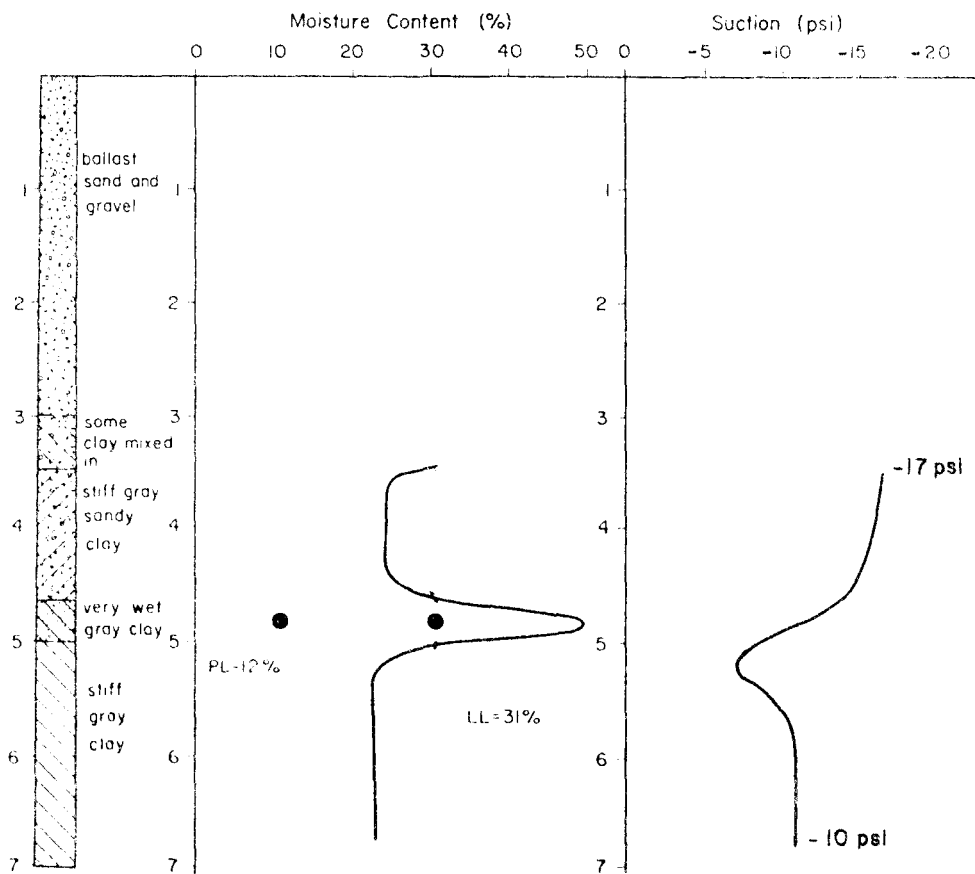 Moisture Content (%)
0 10 20 30 40 50
Suction (psi)
0 -5 -10 -15 -20
1
2
3
4
5
6
7
ballast
sand and
gravel
some
clay mixed
in
stiff gray
sandy
clay
very wet
gray clay
stiff
gray
clay
1
2
3
4
5
6
7
PL=12%
LL=31%
1
2
3
4
5
6
7
-17 psi
-10 psi